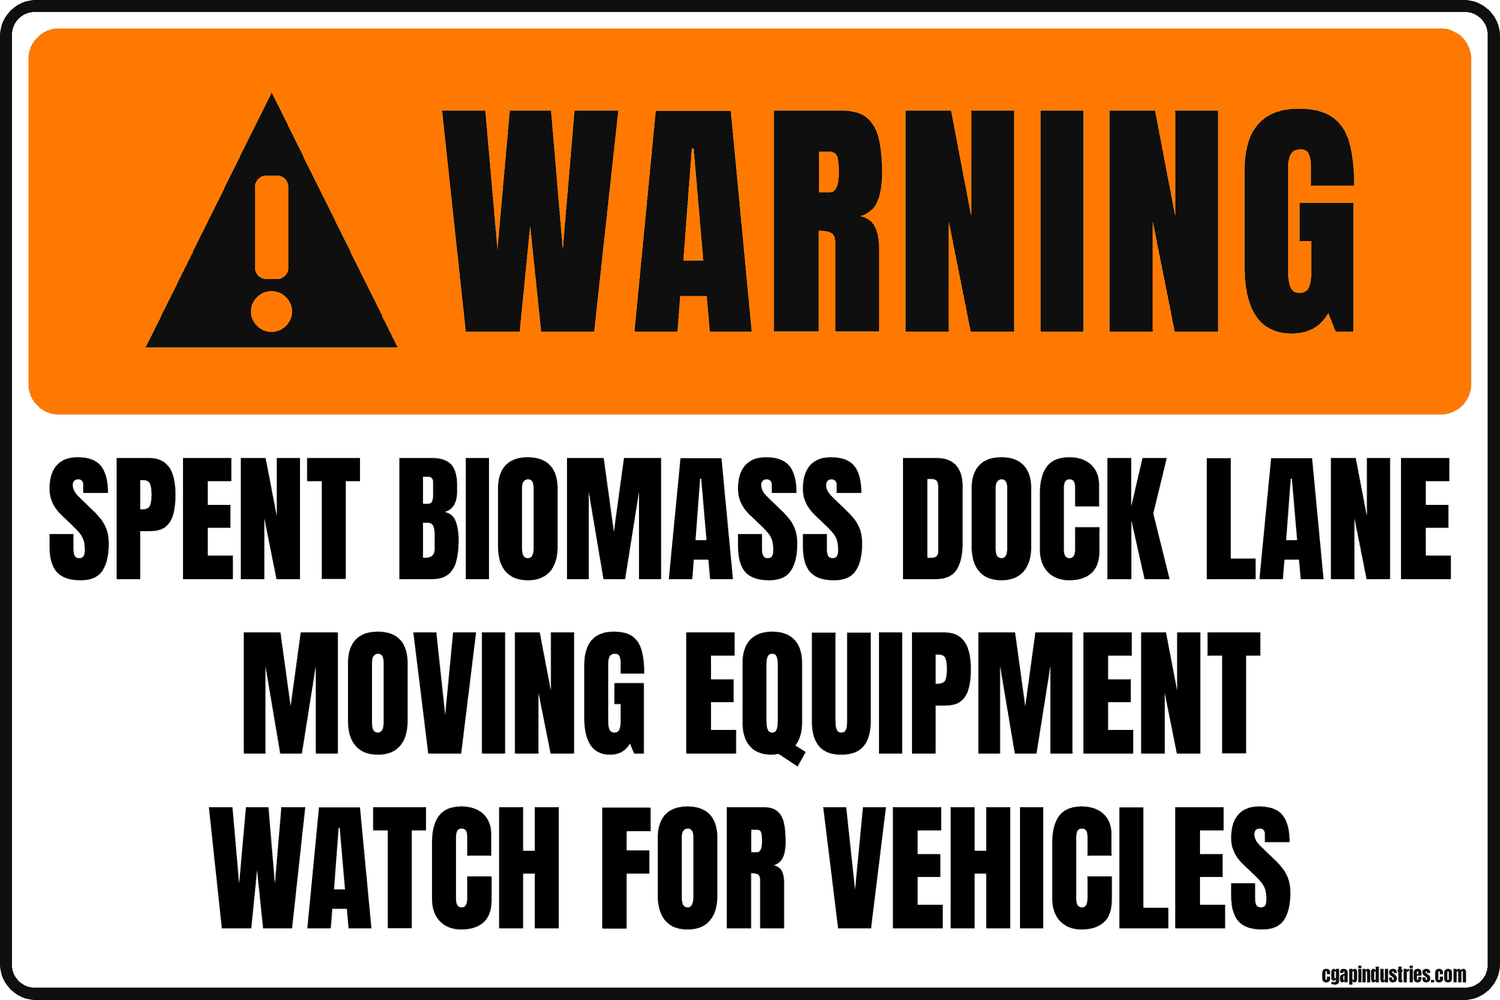 WARNING
SPENT BIOMASS DOCK LANE
MOVING EQUIPMENT
WATCH FOR VEHICLES
cgapindustries.com